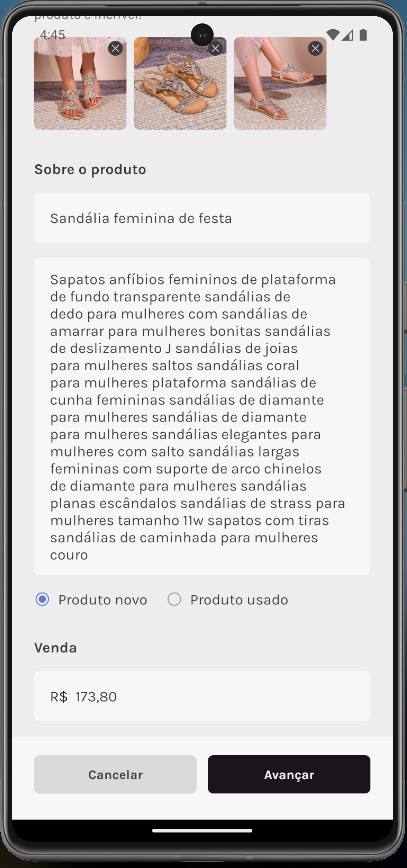 produto é incrível!
4:45
Sobre o produto
Sandália feminina de festa
Sapatos anfíbios femininos de plataforma
de fundo transparente sandálias de
dedo para mulheres com sandálias de
amarrar para mulheres bonitas sandálias
de deslizamento J sandálias de joias
para mulheres saltos sandálias coral
para mulheres plataforma sandálias de
cunha femininas sandálias de diamante
para mulheres sandálias de diamante
para mulheres sandálias elegantes para
mulheres com salto sandálias largas
femininas com suporte de arco chinelos
de diamante para mulheres sandálias
planas escândalos sandálias de strass para
mulheres tamanho 11w sapatos com tiras
sandálias de caminhada para mulheres
couro
Produto novo Produto usado
Venda
R$ 173,80
Cancelar Avançar